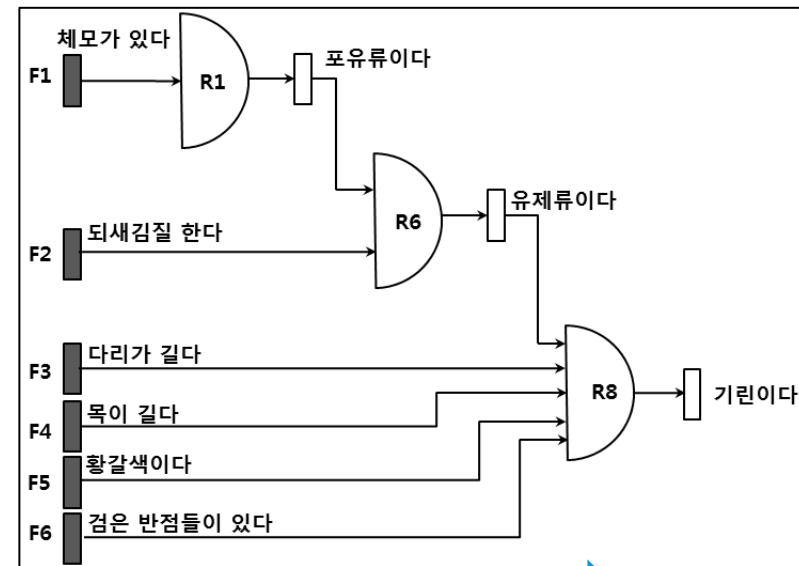 체모가 있다
F1
R1
포유류이다
되새김질 한다
F2
R6
유제류이다
다리가 길다
F3
목이 길다
F4
R8
기린이다
황갈색이다
F5
검은 반점들이 있다
F6